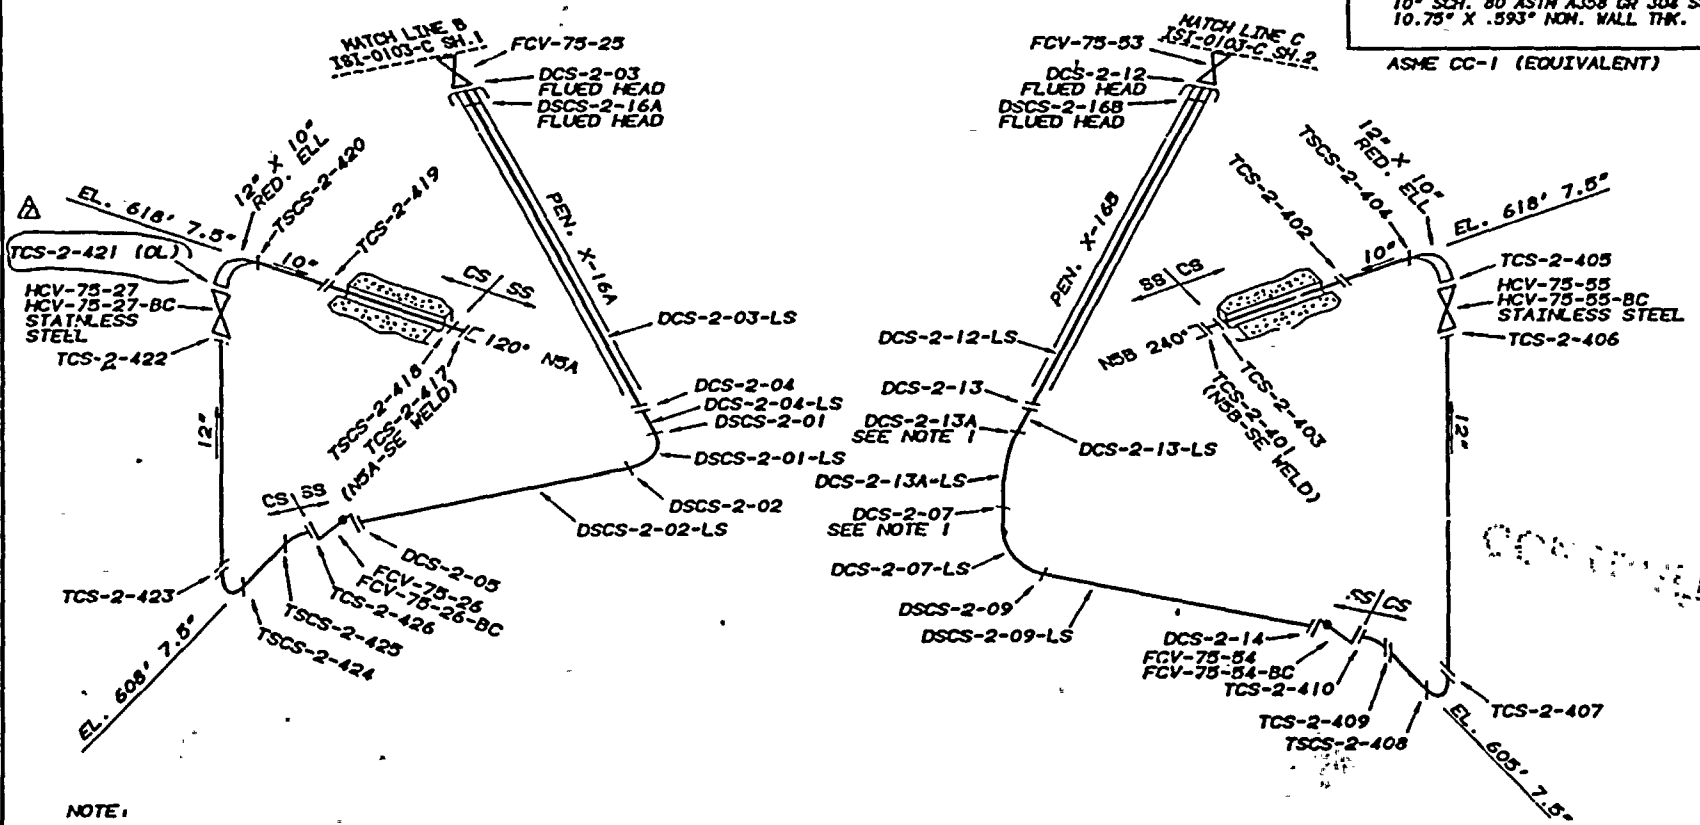 10" SCH. 80 ASTM A358 GR 304 S
10.75" X .593" NOM. WALL THK.
ASME CC-1 (EQUIVALENT)
MATCH LINE B
ISI-0103-C SH.1
FCV-75-25
DCS-2-03
FLUED HEAD
DSCS-2-16A
FLUED HEAD
PEN. X-16A
12" X 10"
RED. ELL
TSCS-2-420
TCS-2-419
EL. 618' 7.5"
10"
TCS-2-421 (OL)
HCV-75-27
HCV-75-27-BC
STAINLESS
STEEL
TCS-2-422
CS SS
120° N5A
TSCS-2-418
TCS-2-417
(N5A-SE WELD)
DCS-2-03-LS
DCS-2-04
DCS-2-04-LS
DSCS-2-01
DSCS-2-01-LS
DSCS-2-02
DSCS-2-02-LS
12"
CS SS
DCS-2-05
FCV-75-26
FCV-75-26-BC
TCS-2-426
TSCS-2-425
TSCS-2-424
TCS-2-423
EL. 608' 7.5"
MATCH LINE C
ISI-0103-C SH.2
FCV-75-53
DCS-2-12
FLUED HEAD
DSCS-2-16B
FLUED HEAD
PEN. X-16B
12" X 10"
RED. ELL
TSCS-2-404
TCS-2-402
EL. 618' 7.5"
10"
TCS-2-405
HCV-75-55
HCV-75-55-BC
STAINLESS STEEL
TCS-2-406
SS CS
N5B 240°
TCS-2-403
TCS-2-401
(N5B-SE WELD)
DCS-2-12-LS
DCS-2-13
DCS-2-13A
SEE NOTE 1
DCS-2-13-LS
DCS-2-13A-LS
DCS-2-07
SEE NOTE 1
DCS-2-07-LS
DSCS-2-09
DSCS-2-09-LS
12"
SS CS
DCS-2-14
FCV-75-54
FCV-75-54-BC
TCS-2-410
TCS-2-409
TSCS-2-408
TCS-2-407
EL. 605' 7.5"
NOTE: